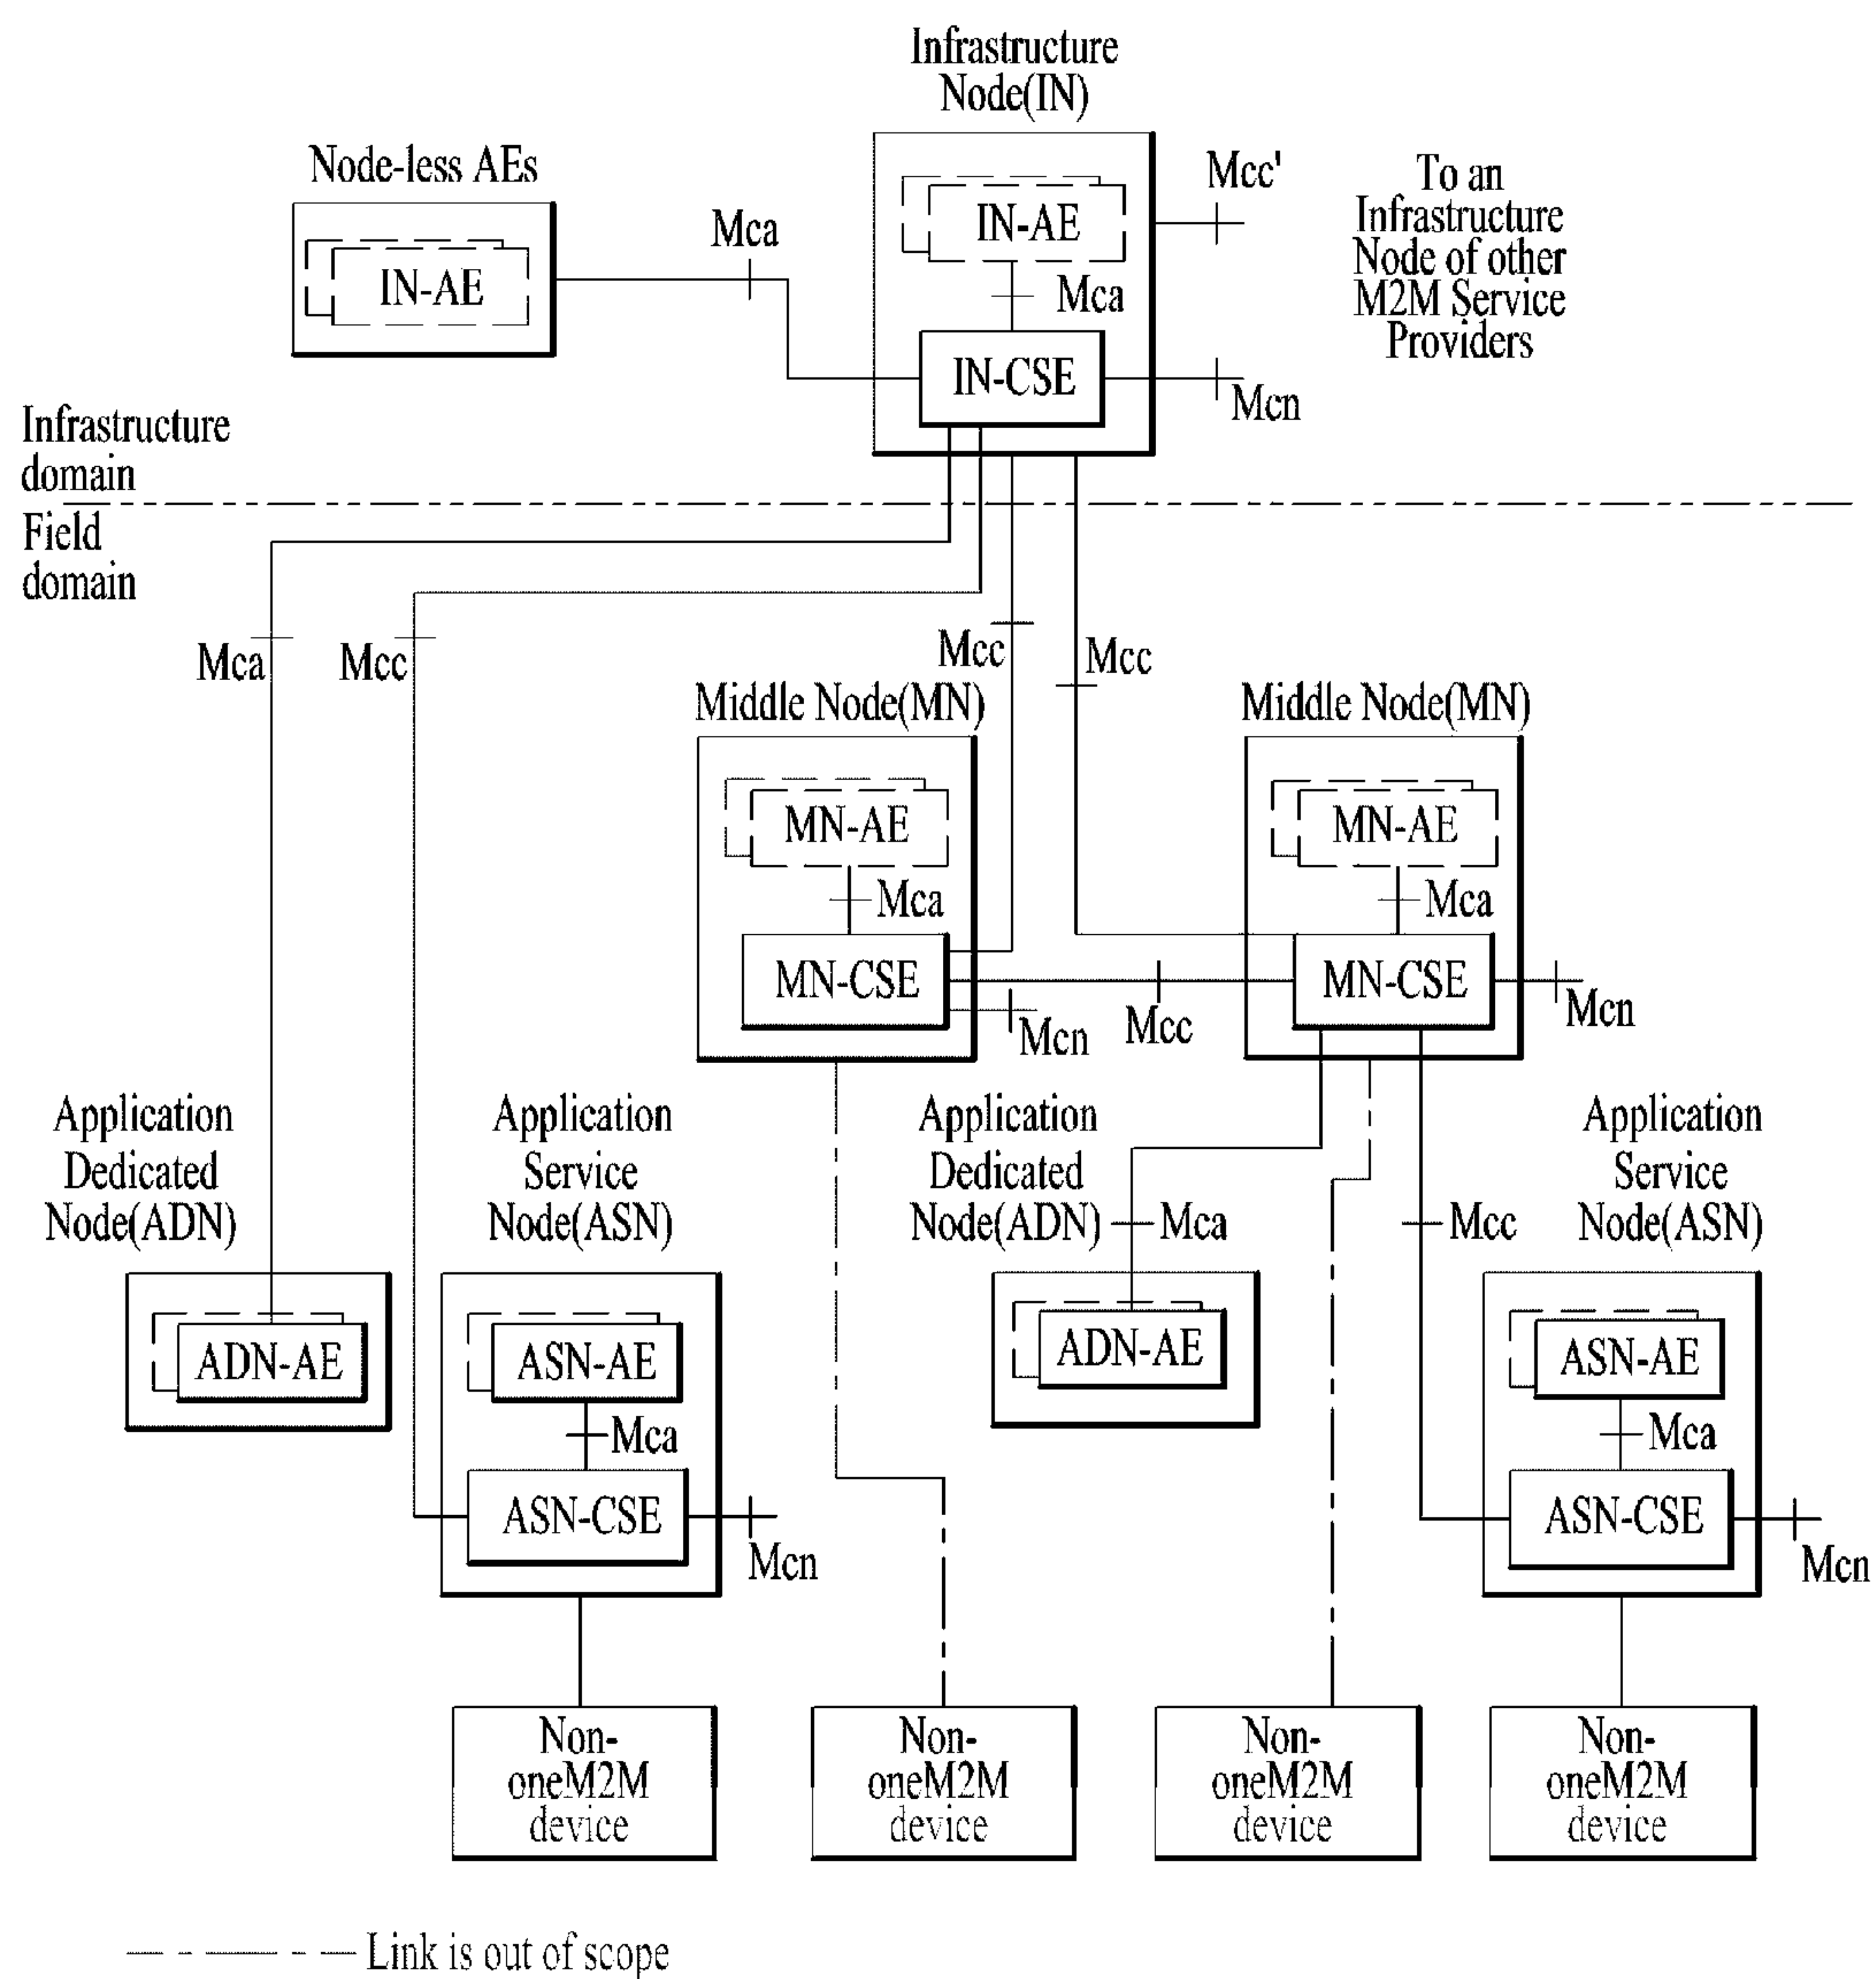 Infrastructure
Node(IN)
Node-less AEs
Mcc'
To an
Infrastructure
Node of other
M2M Service
Providers
IN-AE
Mca
IN-AE
Mca
IN-CSE
Mcn
Infrastructure
domain
Field
domain
Mca
Mcc
Mcc
Mcc
Middle Node(MN)
Middle Node(MN)
MN-AE
MN-AE
Mca
Mca
MN-CSE
MN-CSE
Mcn
Mcc
Mcn
Application
Dedicated
Node(ADN)
Application
Service
Node(ASN)
Application
Dedicated
Node(ADN)
Mca
Mcc
Application
Service
Node(ASN)
ADN-AE
ASN-AE
ADN-AE
ASN-AE
Mca
Mca
ASN-CSE
Mcn
ASN-CSE
Mcn
Non-
oneM2M
device
Non-
oneM2M
device
Non-
oneM2M
device
Non-
oneM2M
device
Link is out of scope